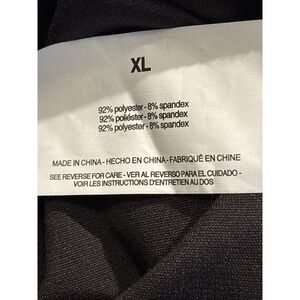 XL
92% polyester - 8% spandex
92% poliéster - 8% spandex
92% polyester - 8% spandex
MADE IN CHINA - HECHO EN CHINA - FABRIQUÉ EN CHINE
SEE REVERSE FOR CARE - VER AL REVERSO PARA EL CUIDADO -
VOIR LES INSTRUCTIONS D'ENTRETIEN AU DOS